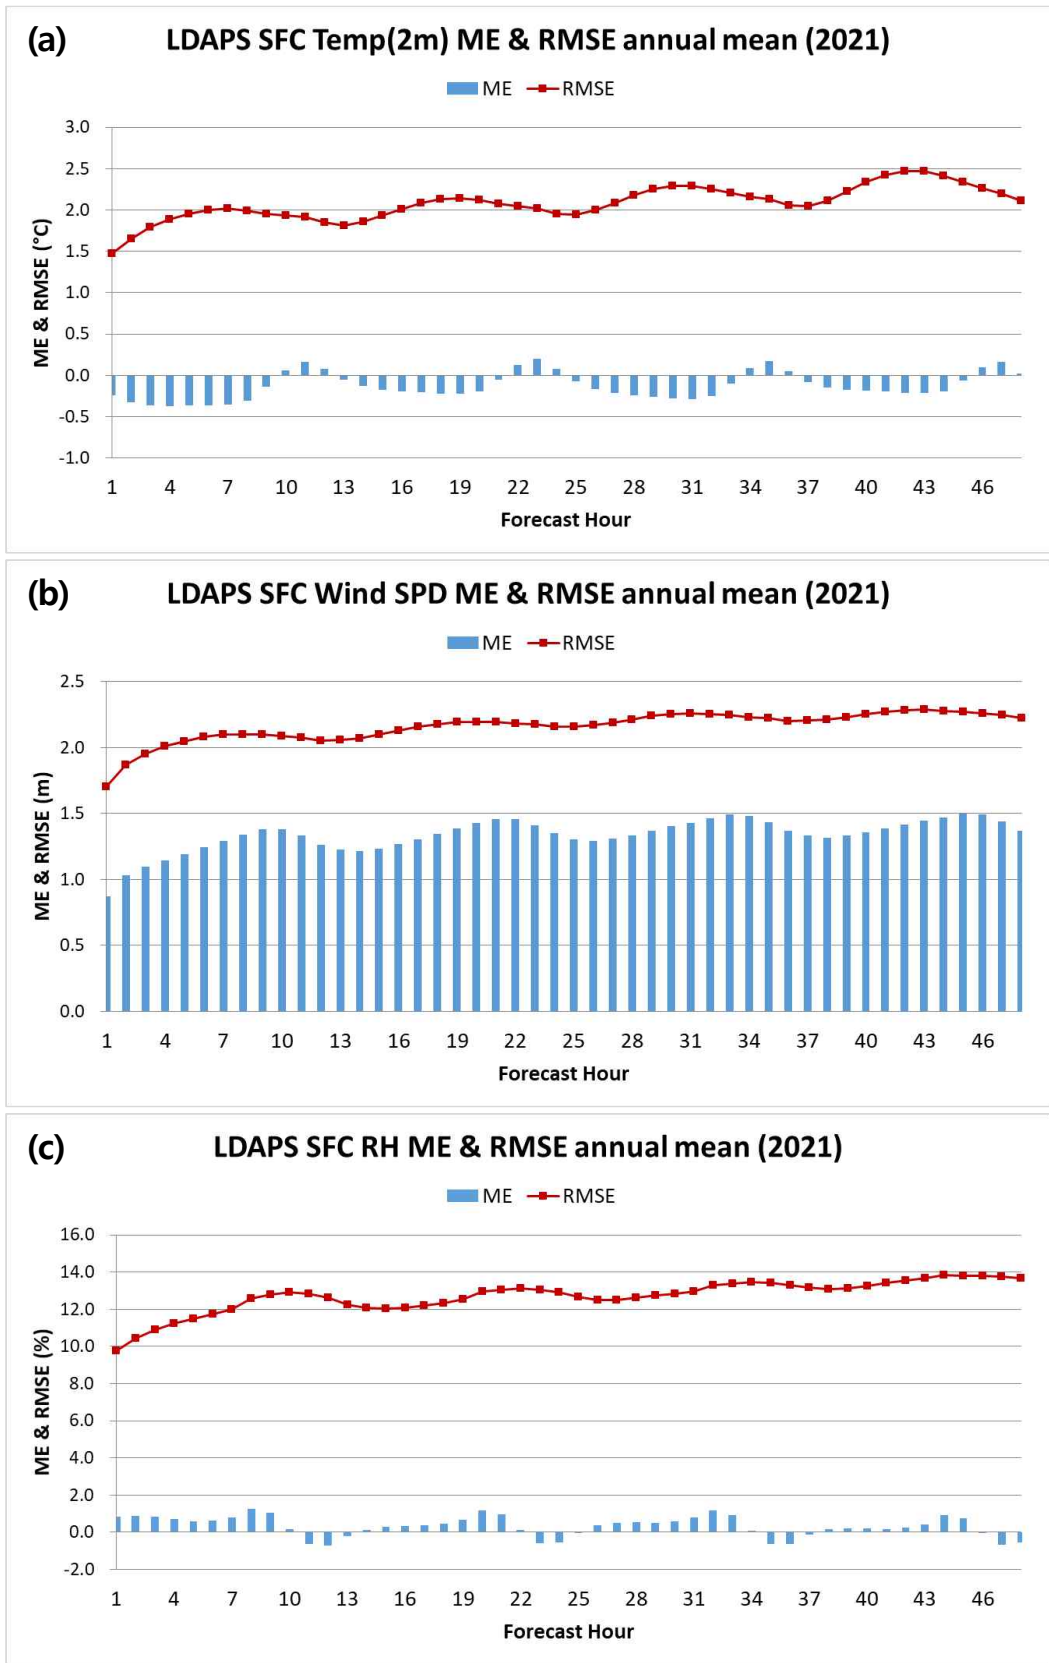 (a)
LDAPS SFC Temp(2m) ME & RMSE annual mean (2021)
ME RMSE
3.0
2.5
2.0
1.5
1.0
0.5
0.0
-0.5
-1.0
ME & RMSE (°C)
1 4 7 10 13 16 19 22 25 28 31 34 37 40 43 46
Forecast Hour
(b)
LDAPS SFC Wind SPD ME & RMSE annual mean (2021)
ME RMSE
2.5
2.0
1.5
1.0
0.5
0.0
ME & RMSE (m)
1 4 7 10 13 16 19 22 25 28 31 34 37 40 43 46
Forecast Hour
(c)
LDAPS SFC RH ME & RMSE annual mean (2021)
ME RMSE
16.0
14.0
12.0
10.0
8.0
6.0
4.0
2.0
0.0
-2.0
ME & RMSE (%)
1 4 7 10 13 16 19 22 25 28 31 34 37 40 43 46
Forecast Hour